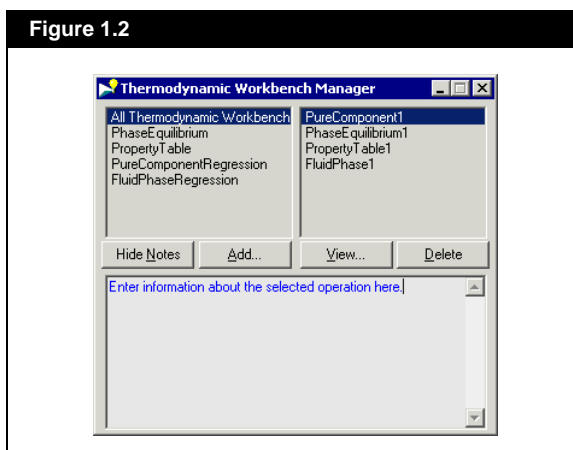 Figure 1.2
Thermodynamic Workbench Manager
All Thermodynamic Workbench
PhaseEquilibrium
PropertyTable
PureComponentRegression
FluidPhaseRegression
PureComponent1
PhaseEquilibrium1
PropertyTable1
FluidPhase1
Hide Notes
Add...
View...
Delete
Enter information about the selected operation here.